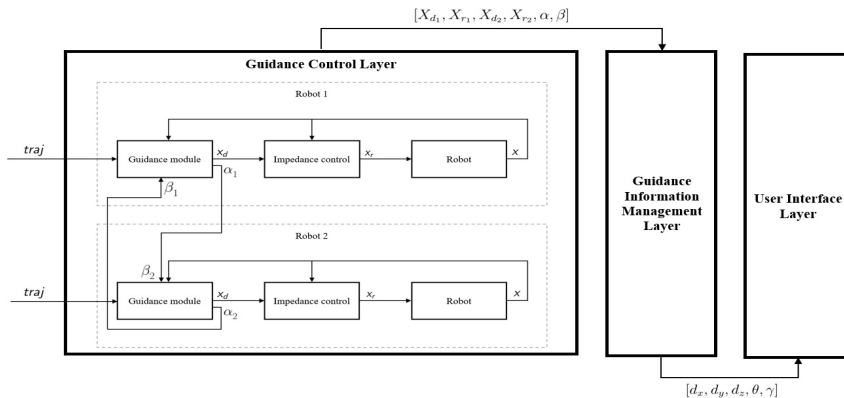 [X_{d_1}, X_{r_1}, X_{d_2}, X_{r_2}, α, β]
Guidance Control Layer
Robot 1
traj
Guidance module
x_d
α_1
β_1
Impedance control
x_r
Robot
x
Robot 2
traj
β_2
Guidance module
x_d
α_2
Impedance control
x_r
Robot
x
Guidance
Information
Management
Layer
User Interface
Layer
[d_x, d_y, d_z, θ, γ]